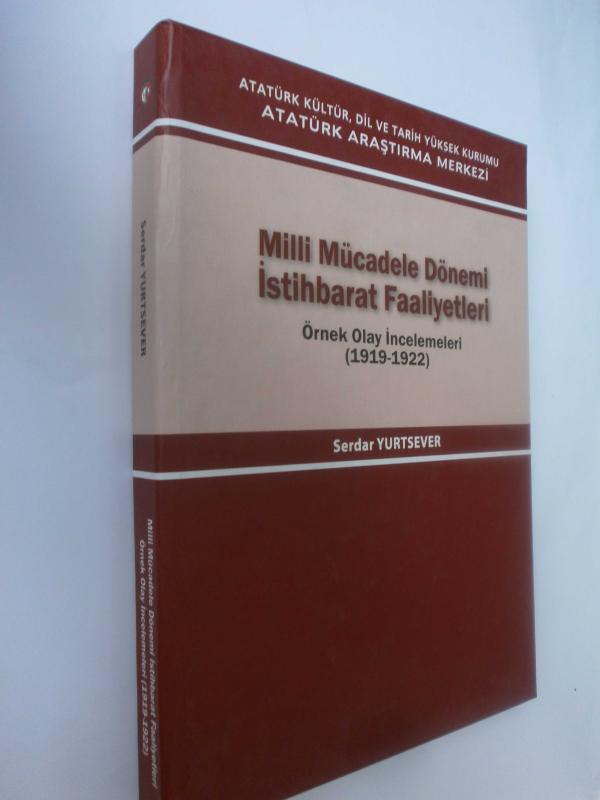 ATATÜRK KÜLTÜR, DİL VE TARİH YÜKSEK KURUMU
ATATÜRK ARAŞTIRMA MERKEZİ
Milli Mücadele Dönemi
İstihbarat Faaliyetleri
Örnek Olay İncelemeleri
(1919-1922)
Serdar YURTSEVER
Serdar YURTSEVER
Milli Mücadele Dönemi İstihbarat Faaliyetleri
Örnek Olay İncelemeleri (1919-1922)